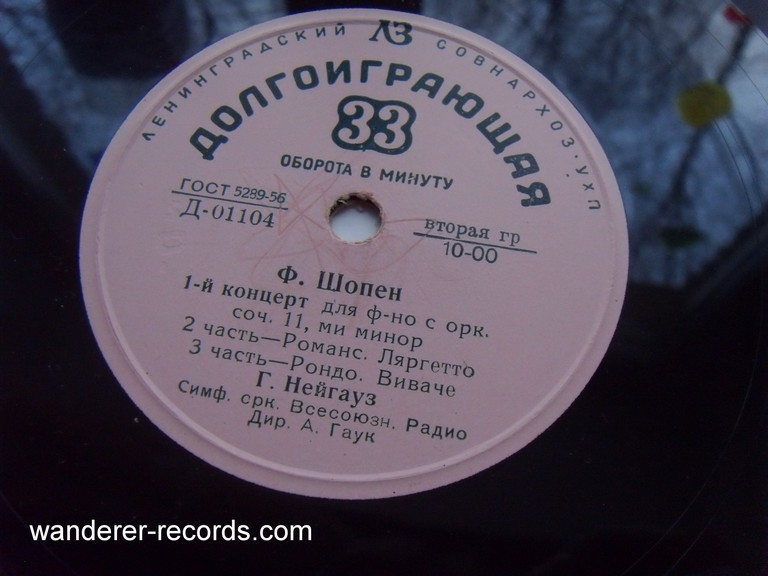 ЛЕНИНГРАДСКИЙ ЛЗ СОВНАРХОЗ · УХП
ДОЛГОИГРАЮЩАЯ
33
ОБОРОТА В МИНУТУ
ГОСТ 5289-56
Д-01104
вторая гр
10-00
Ф. Шопен
1-й концерт для ф-но с орк.
соч. 11, ми минор
2 часть—Романс. Ляргетто
3 часть—Рондо. Виваче
Г. Нейгауз
Симф. срк. Всесоюзн. Радио
Дир. А. Гаук
wanderer-records.com